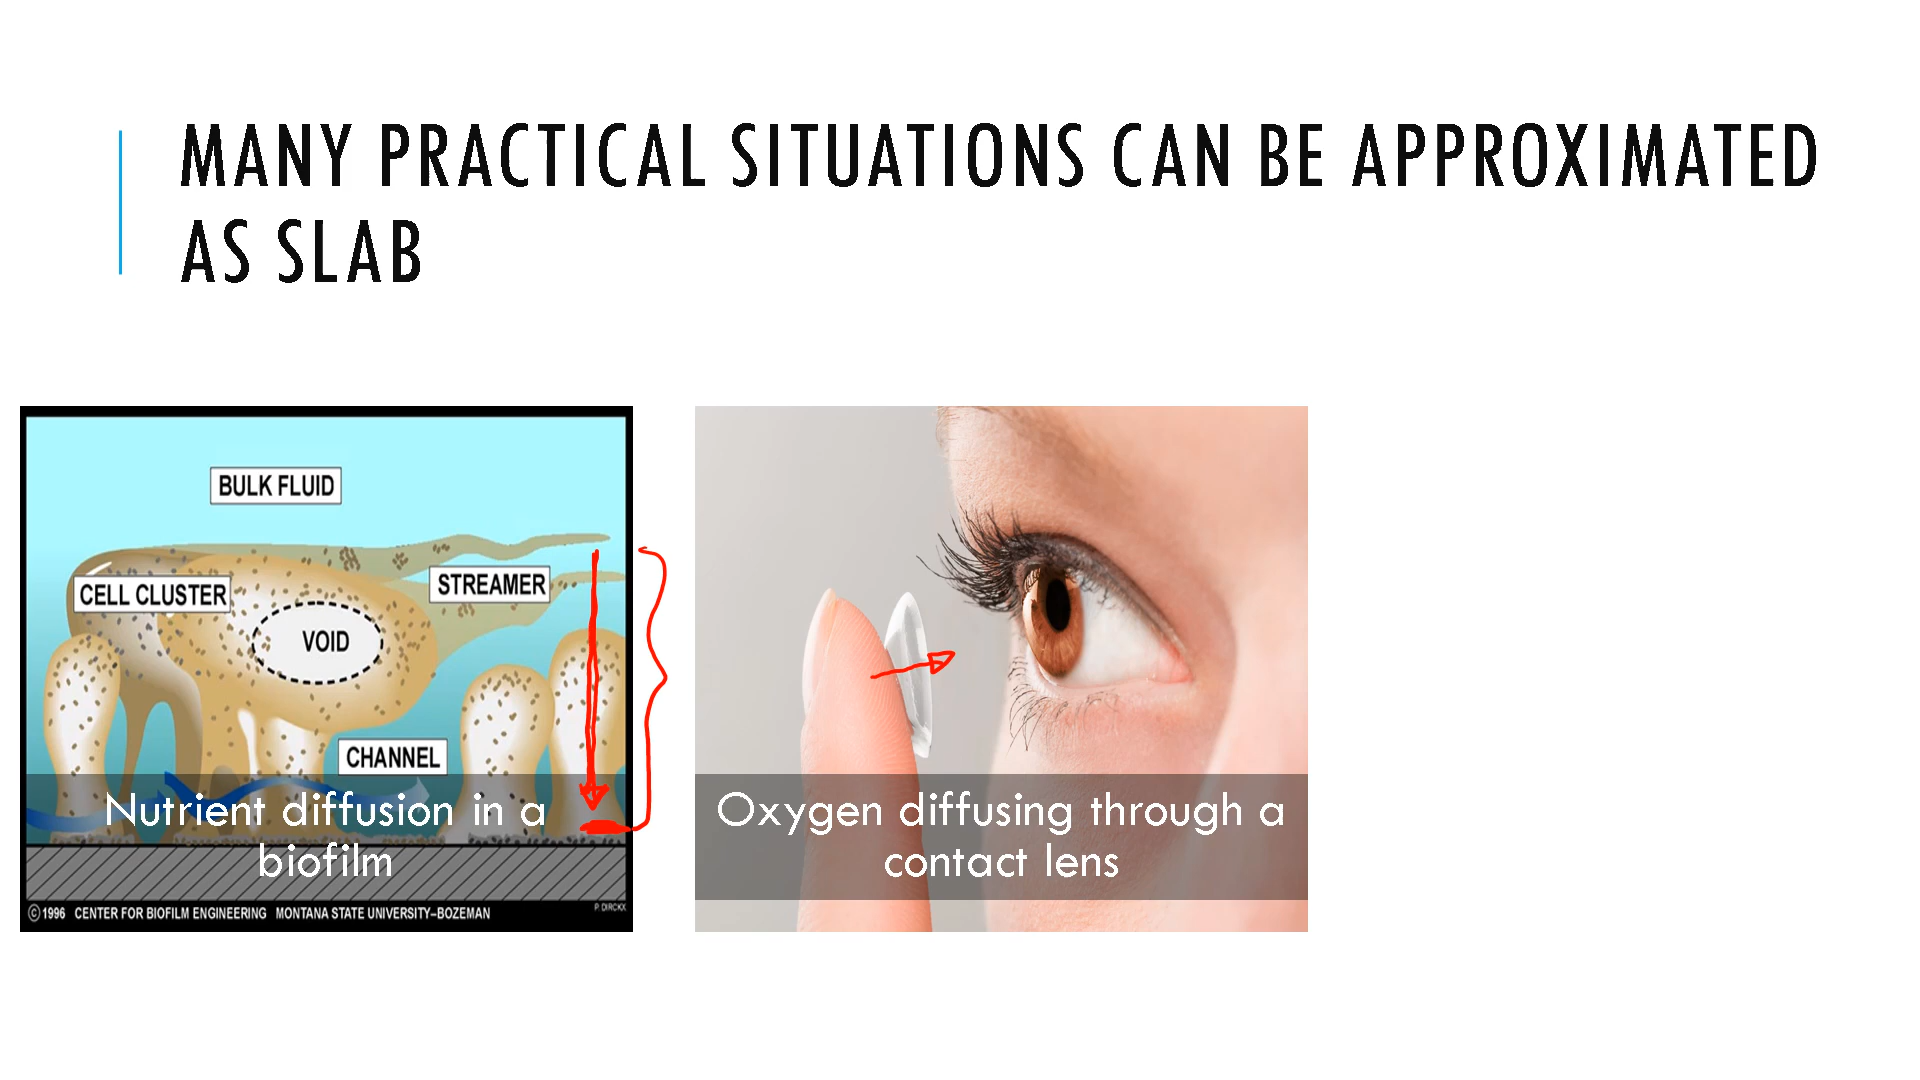 MANY PRACTICAL SITUATIONS CAN BE APPROXIMATED
AS SLAB
BULK FLUID
CELL CLUSTER
STREAMER
VOID
CHANNEL
Nutrient diffusion in a
biofilm
© 1996 CENTER FOR BIOFILM ENGINEERING MONTANA STATE UNIVERSITY–BOZEMAN
P. DIRCKX
Oxygen diffusing through a
contact lens